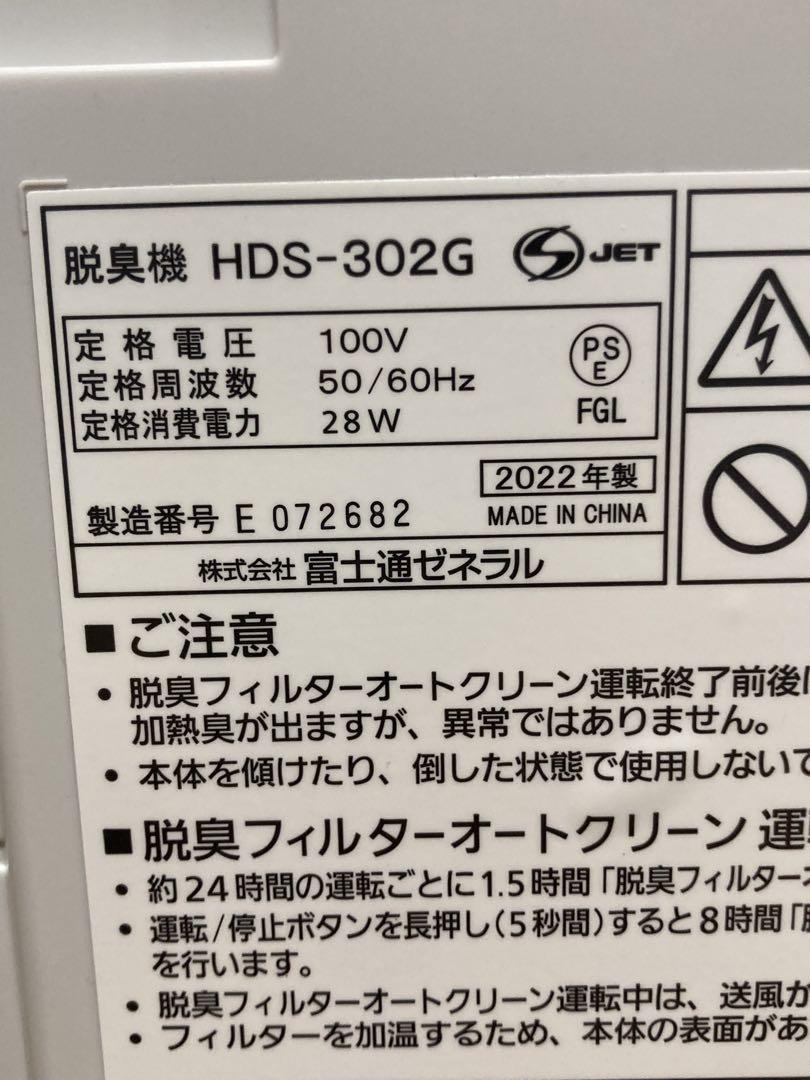 脱臭機 HDS-302G JET
定格電圧 100V
定格周波数 50/60Hz
定格消費電力 28W
PS
E
FGL
2022年製
製造番号 E 072682
MADE IN CHINA
株式会社 富士通ゼネラル
■ご注意
・脱臭フィルターオートクリーン運転終了前後
加熱臭が出ますが、異常ではありません。
・本体を傾けたり、倒した状態で使用しないで
■脱臭フィルターオートクリーン 運転
・約24時間の運転ごとに1.5時間「脱臭フィルターオ
・運転/停止ボタンを長押し(5秒間)すると8時間「脱
を行います。
・脱臭フィルターオートクリーン運転中は、送風が
・フィルターを加温するため、本体の表面があ